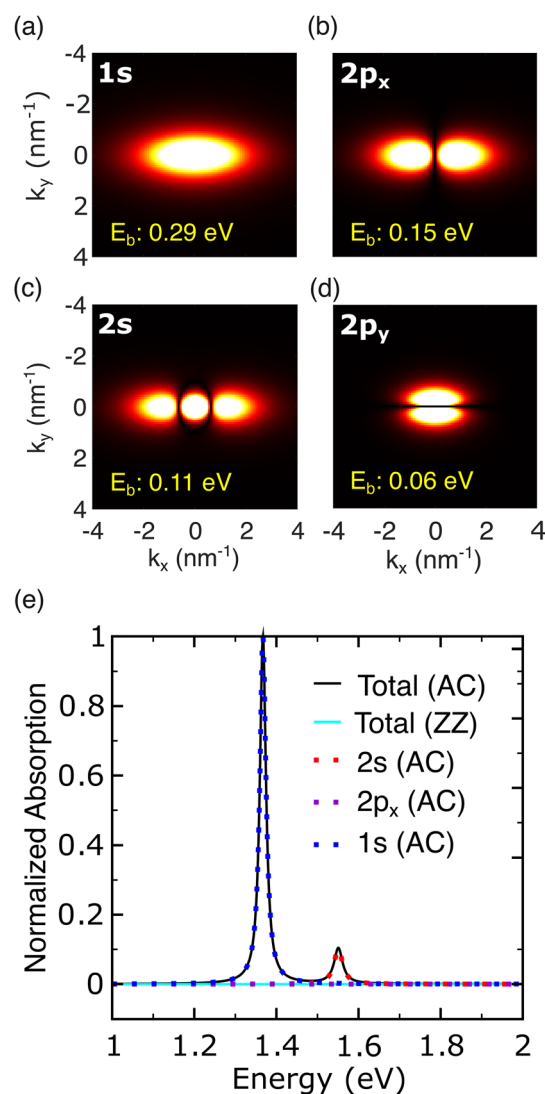 (a)
(b)
1s
2pₓ
E_b: 0.29 eV
E_b: 0.15 eV
-4
-2
0
2
4
k_y (nm⁻¹)
(c)
(d)
2s
2p_y
E_b: 0.11 eV
E_b: 0.06 eV
-4
-2
0
2
4
k_y (nm⁻¹)
-4 -2 0 2 4
-4 -2 0 2 4
k_x (nm⁻¹)
k_x (nm⁻¹)
(e)
1
0.8
0.6
0.4
0.2
0
Normalized Absorption
Total (AC)
Total (ZZ)
2s (AC)
2pₓ (AC)
1s (AC)
1 1.2 1.4 1.6 1.8 2
Energy (eV)